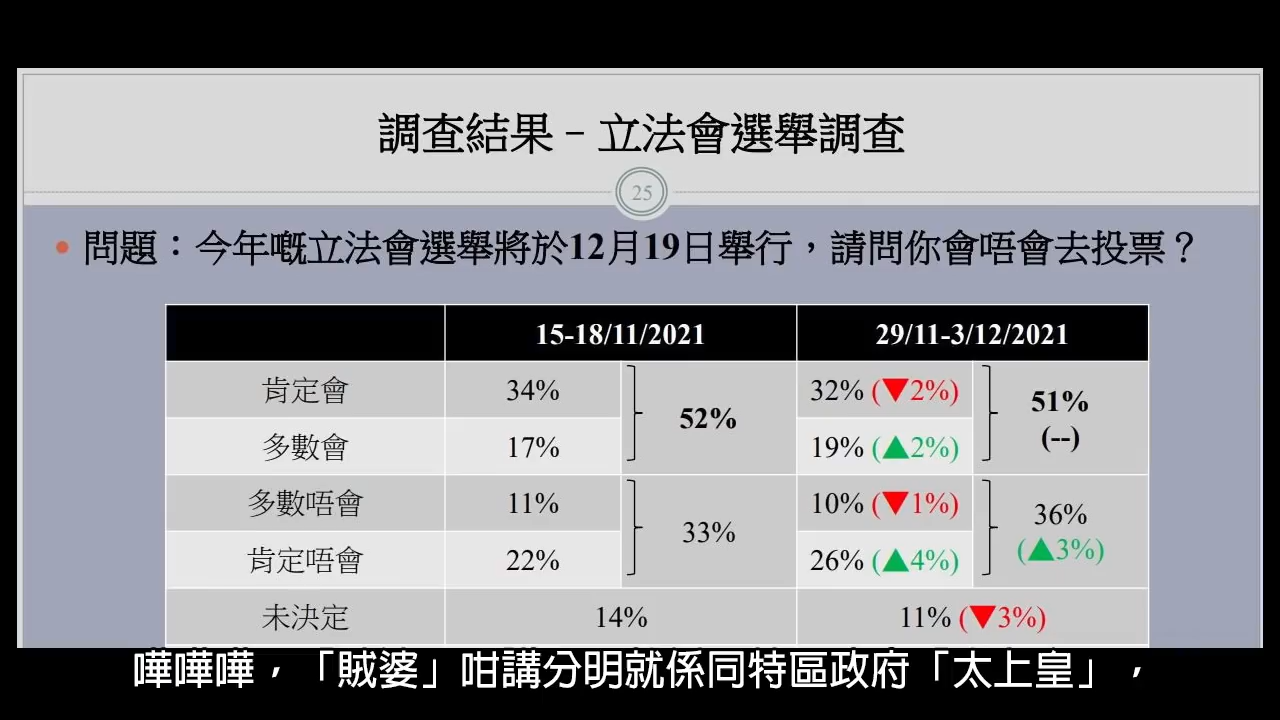 調查結果 – 立法會選舉調查
25
• 問題：今年嘅立法會選舉將於12月19日舉行，請問你會唔會去投票？
15-18/11/2021 29/11-3/12/2021
肯定會 34% 52% 32% (▼2%) 51% (--)
多數會 17% 19% (▲2%)
多數唔會 11% 33% 10% (▼1%) 36% (▲3%)
肯定唔會 22% 26% (▲4%)
未決定 14% 11% (▼3%)
嘩嘩嘩，「賊婆」咁講分明就係同特區政府「太上皇」，